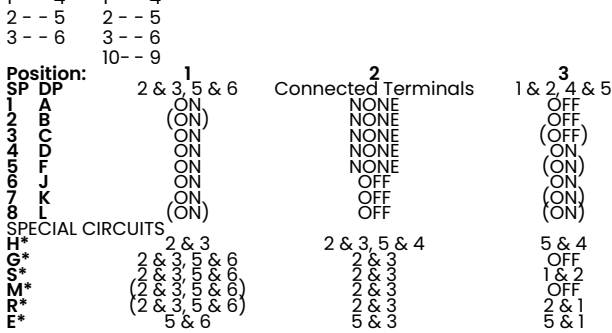 2 - - 5 2 - - 5
3 - - 6 3 - - 6
10- - 9
Position: 1 2 3
SP DP 2 & 3, 5 & 6 Connected Terminals 1 & 2, 4 & 5
1 A ON NONE OFF
2 B (ON) NONE OFF
3 C ON NONE (OFF)
4 D ON NONE ON
5 F ON NONE (ON)
6 J ON OFF ON
7 K ON OFF (ON)
8 L (ON) OFF (ON)
SPECIAL CIRCUITS
H* 2 & 3 2 & 3, 5 & 4 5 & 4
G* 2 & 3, 5 & 6 2 & 3 OFF
S* (2 & 3, 5 & 6 2 & 3 1 & 2
M* (2 & 3, 5 & 6) 2 & 3 OFF
R* (2 & 3, 5 & 6) 2 & 3 2 & 1
E* 5 & 6 5 & 3 5 & 1